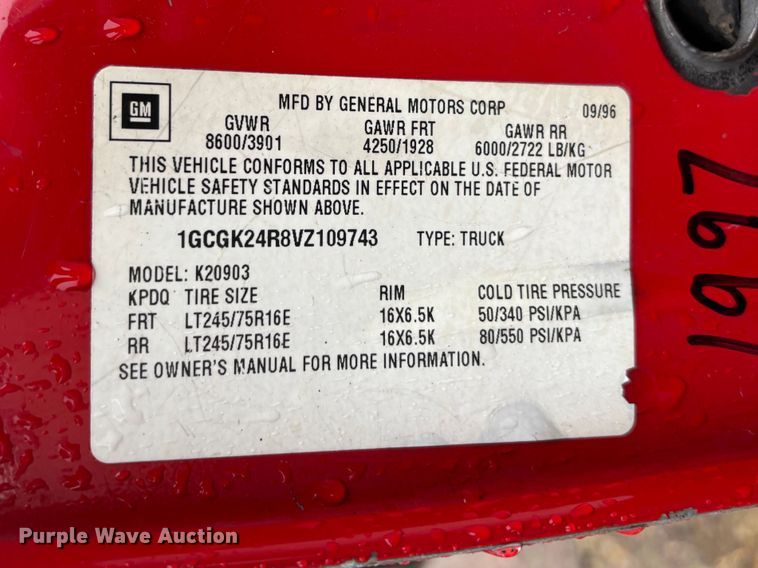 GM
MFD BY GENERAL MOTORS CORP 09/96
GVWR GAWR FRT GAWR RR
8600/3901 4250/1928 6000/2722 LB/KG
THIS VEHICLE CONFORMS TO ALL APPLICABLE U.S. FEDERAL MOTOR
VEHICLE SAFETY STANDARDS IN EFFECT ON THE DATE OF
MANUFACTURE SHOWN ABOVE.
1GCGK24R8VZ109743 TYPE: TRUCK
MODEL: K20903
KPDQ TIRE SIZE RIM COLD TIRE PRESSURE
FRT LT245/75R16E 16X6.5K 50/340 PSI/KPA
RR LT245/75R16E 16X6.5K 80/550 PSI/KPA
SEE OWNER'S MANUAL FOR MORE INFORMATION.
1997
Purple Wave Auction